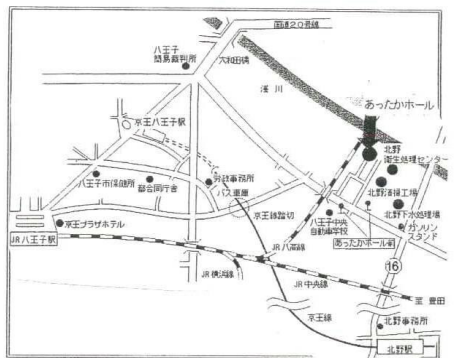 国道20号線
八王子
簡易裁判所
大和田橋
浅川
あったかホール
京王八王子駅
北野
衛生処理センター
八王子市保健所
総合同庁舎
労政事務所
バス車庫
北野清掃工場
京王プラザホテル
京王線踏切
八王子中央
自動車学校
北野下水処理場
ガソリン
スタンド
あったかホール前
JR八王子駅
JR八高線
16
JR横浜線
JR中央線
至 豊田
京王線
北野事務所
北野駅